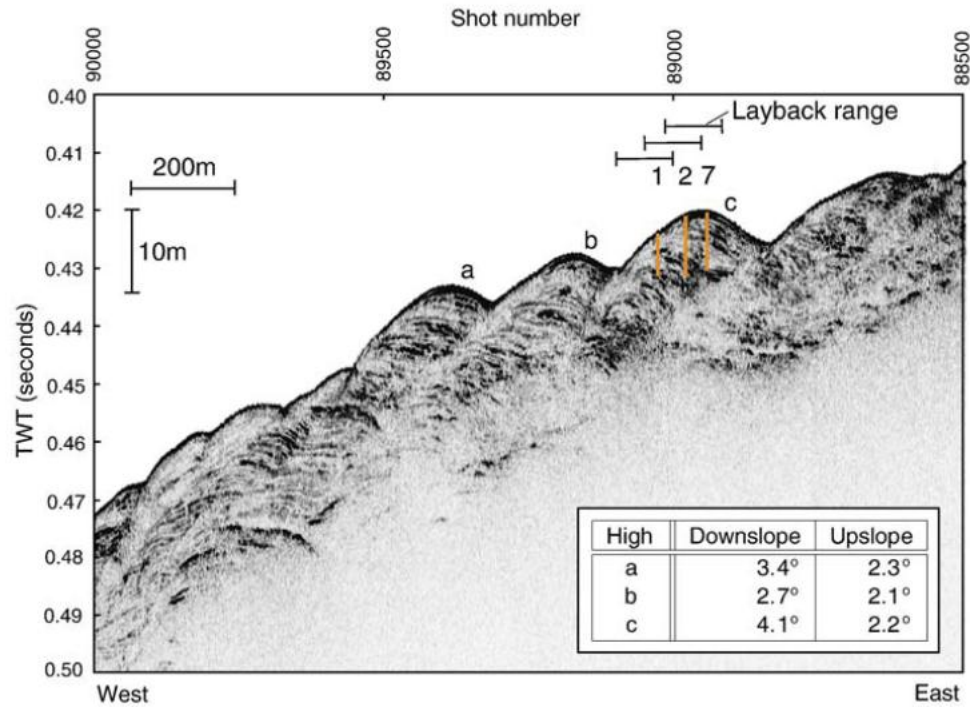 Shot number
90000 89500 89000 88500
0.40
Layback range
0.41
200m
1 2 7
0.42
c
10m
b
0.43
a
0.44
0.45
TWT (seconds)
0.46
0.47
0.48
0.49
0.50
High Downslope Upslope
a 3.4° 2.3°
b 2.7° 2.1°
c 4.1° 2.2°
West East